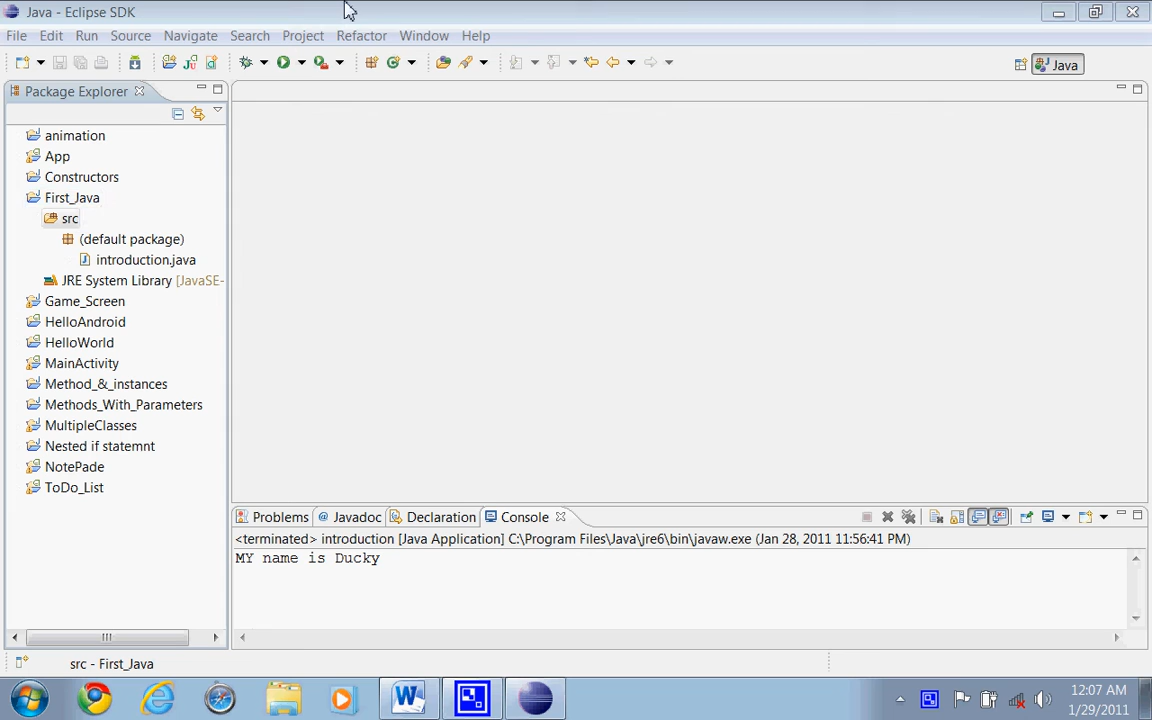 Java - Eclipse SDK
File Edit Run Source Navigate Search Project Refactor Window Help
Java
Package Explorer
animation
App
Constructors
First_Java
src
(default package)
introduction.java
JRE System Library [JavaSE-
Game_Screen
HelloAndroid
HelloWorld
MainActivity
Method_&_instances
Methods_With_Parameters
MultipleClasses
Nested if statemnt
NotePade
ToDo_List
Problems @ Javadoc Declaration Console
<terminated> introduction [Java Application] C:\Program Files\Java\jre6\bin\javaw.exe (Jan 28, 2011 11:56:41 PM)
MY name is Ducky
src - First_Java
12:07 AM
1/29/2011